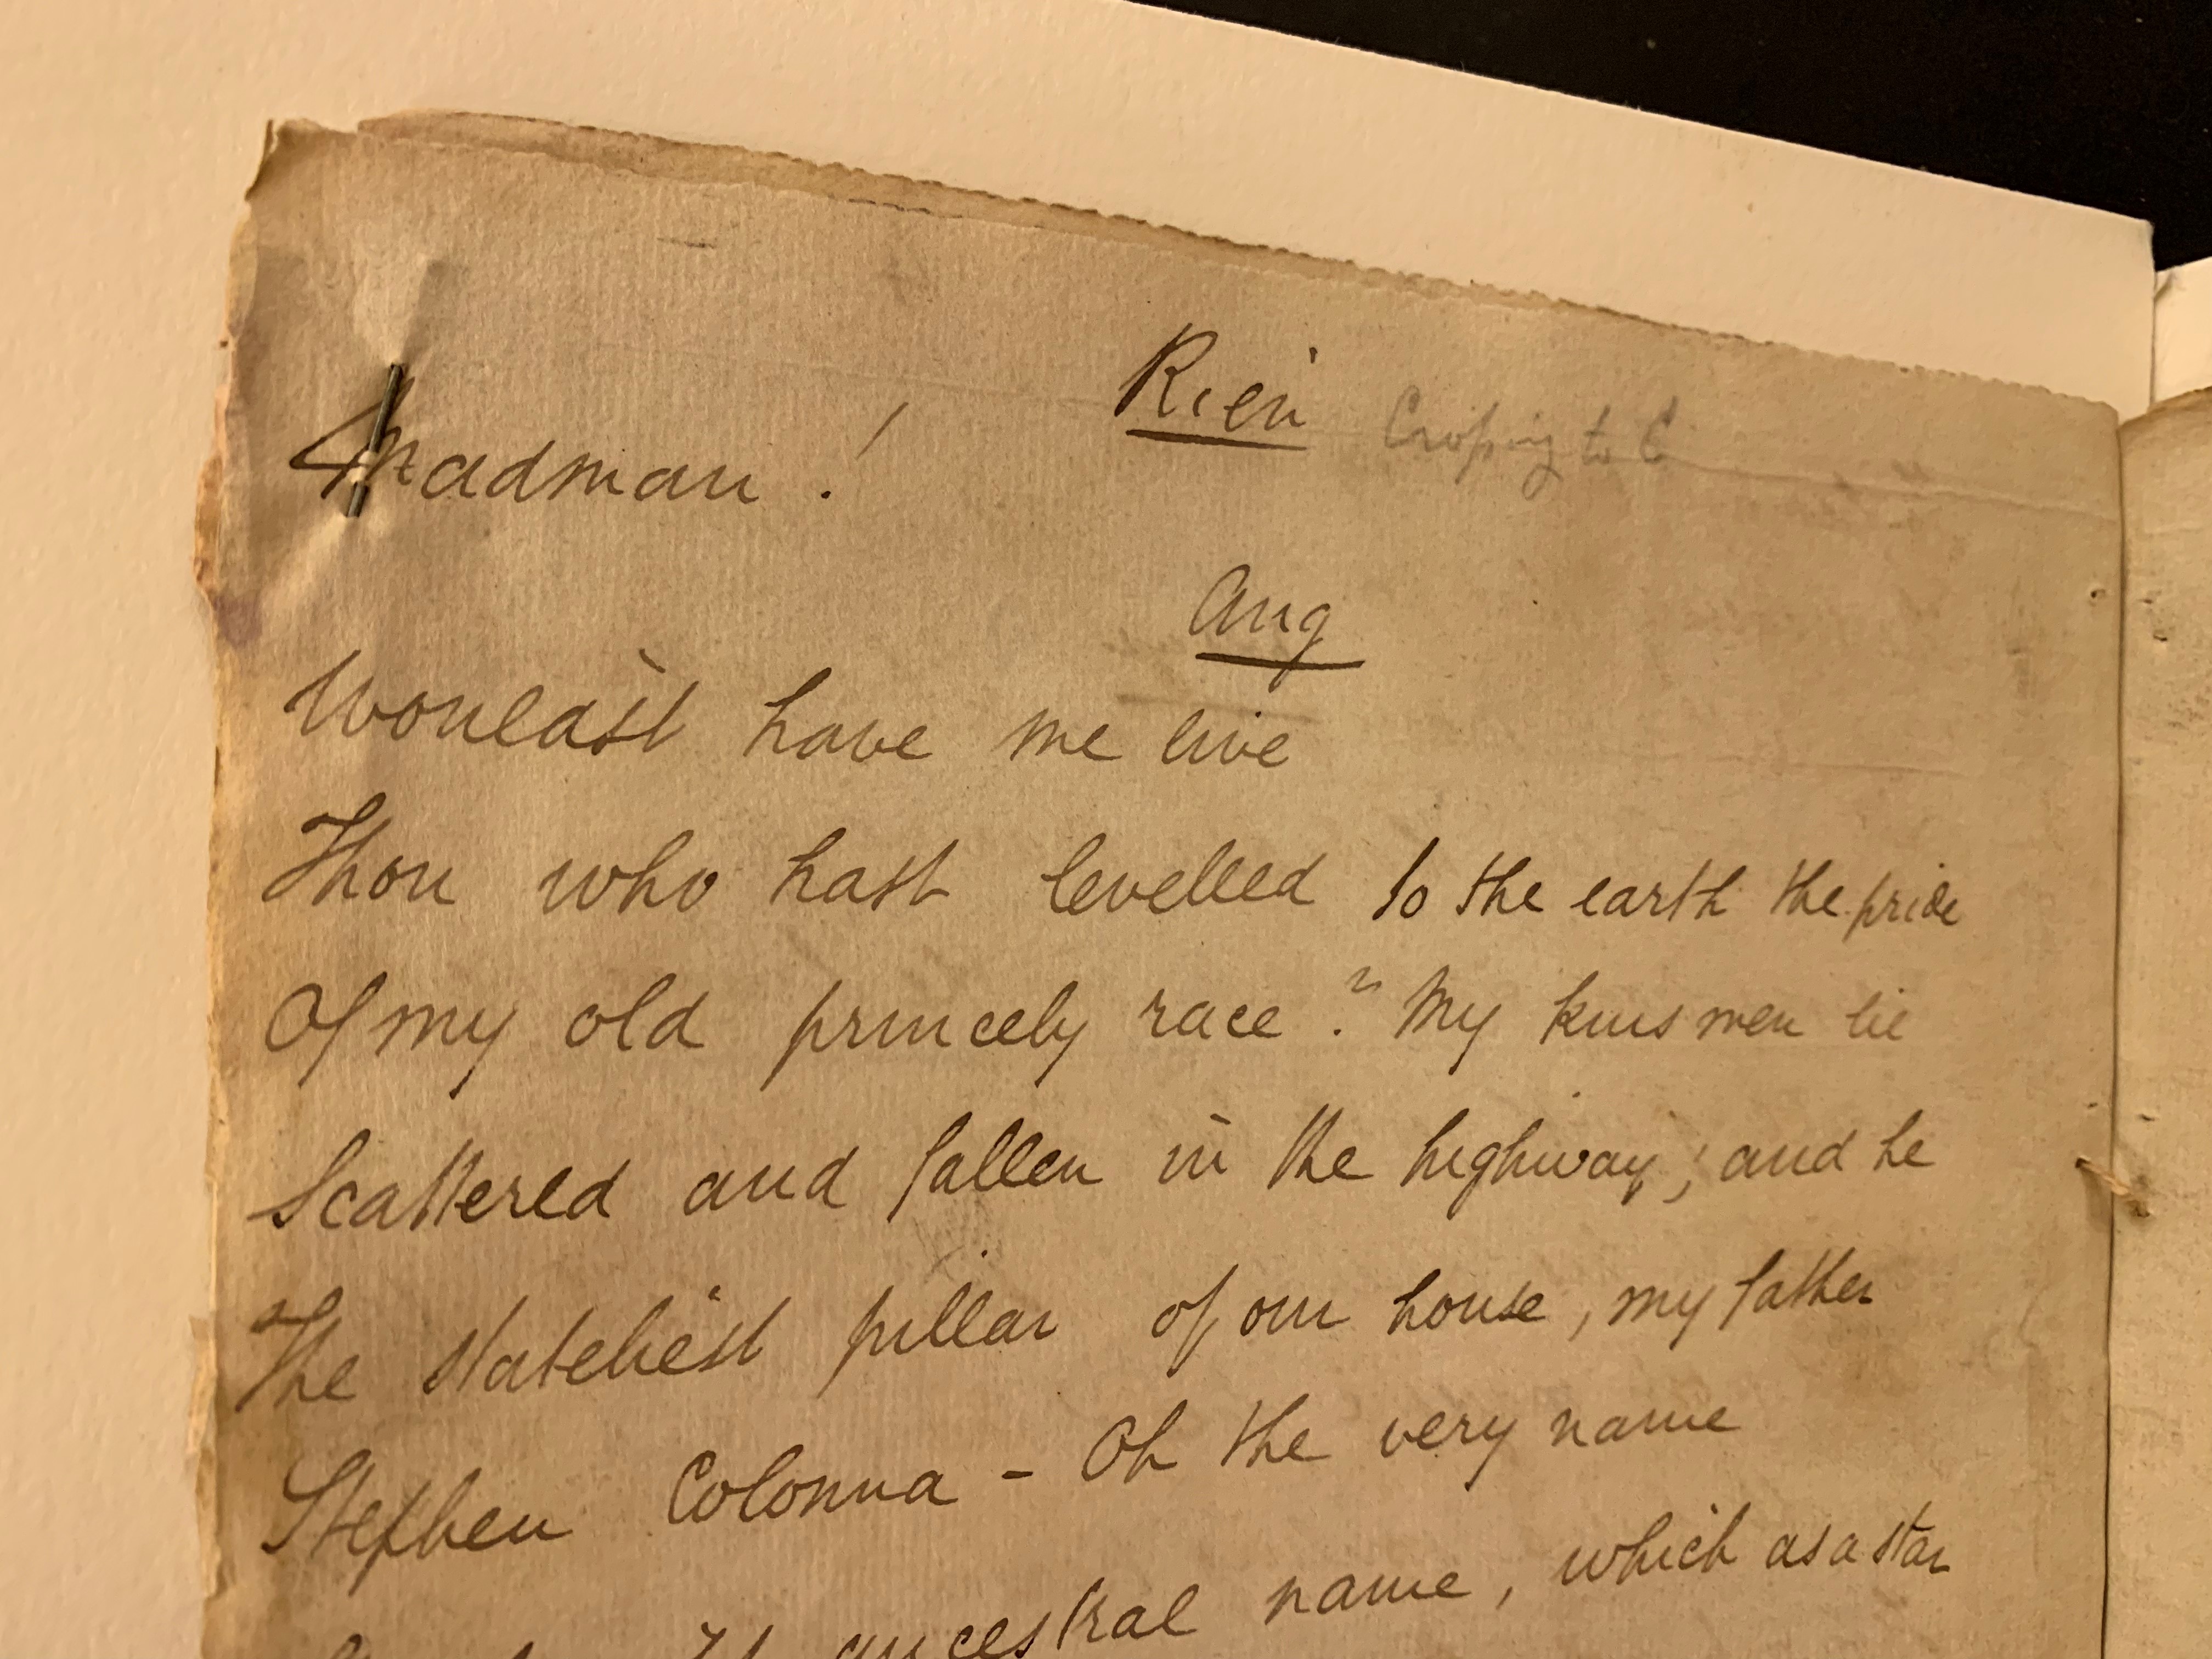 Rien Crossing to C
Madman !
Ang
Wouldst have me live
Thou who hast levelled to the earth the pride
Of my old princely race ? My kinsmen lie
Scattered and fallen in the highway ; and he
The stateliest pillar of our house, my father
Stephen Colonna - Oh the very name
ancestral name, which as a star